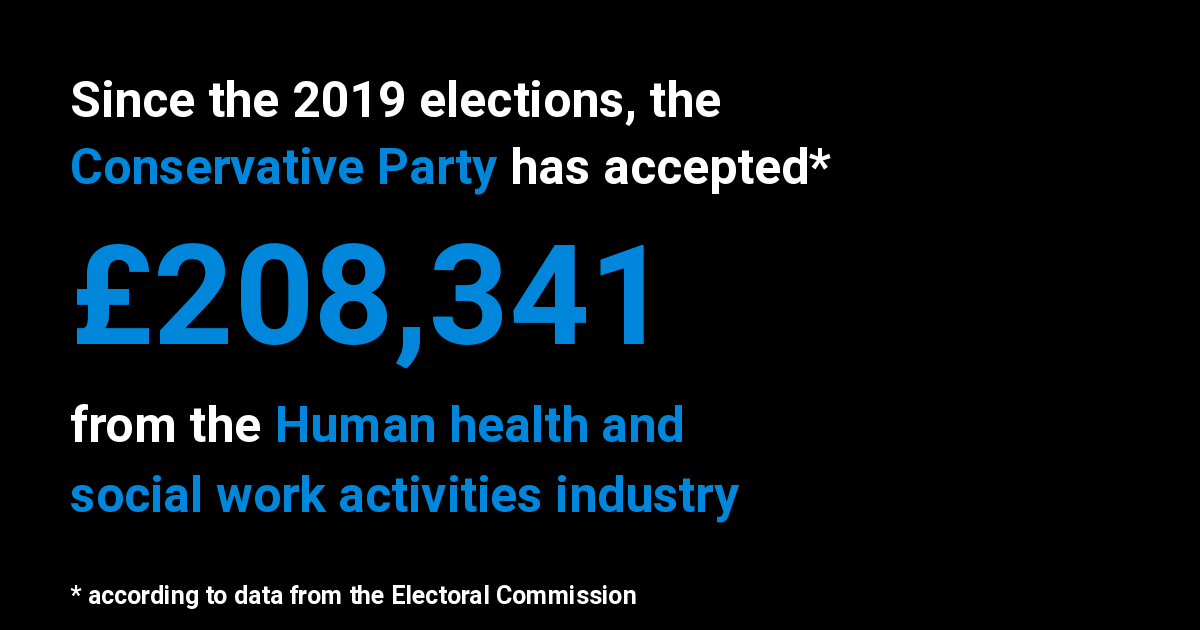 Since the 2019 elections, the
Conservative Party has accepted*
£208,341
from the Human health and
social work activities industry
* according to data from the Electoral Commission